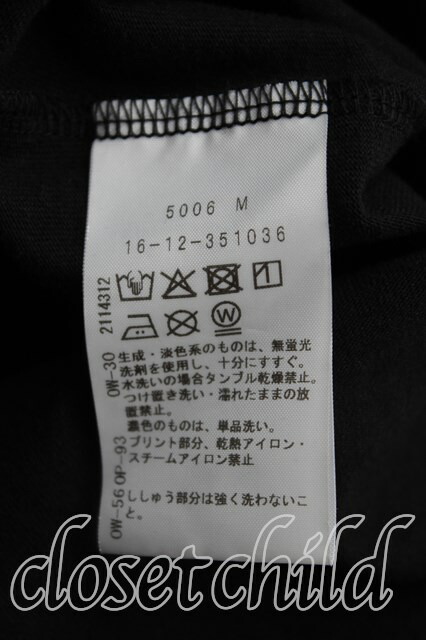 5006 M
16-12-351036
W
2114312
OW-30
生成・淡色系のものは、無蛍光
洗剤を使用し、十分にすすぐ。
水洗いの場合タンブル乾燥禁止。
つけ置き洗い・濡れたままの放
置禁止。
濃色のものは、単品洗い。
OP-93
プリント部分、乾熱アイロン・
スチームアイロン禁止
OW-56
ししゅう部分は強く洗わないこ
と。
closet child